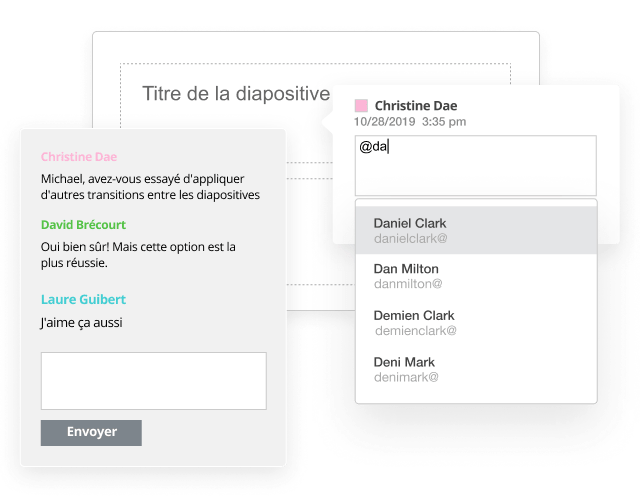 Titre de la diapositive
Christine Dae
10/28/2019 3:35 pm
@da
Daniel Clark
danielclark@
Dan Milton
danmilton@
Demien Clark
demienclark@
Deni Mark
denimark@
Christine Dae
Michael, avez-vous essayé d'appliquer
d'autres transitions entre les diapositives
David Brécourt
Oui bien sûr! Mais cette option est la
plus réussie.
Laure Guibert
J'aime ça aussi
Envoyer